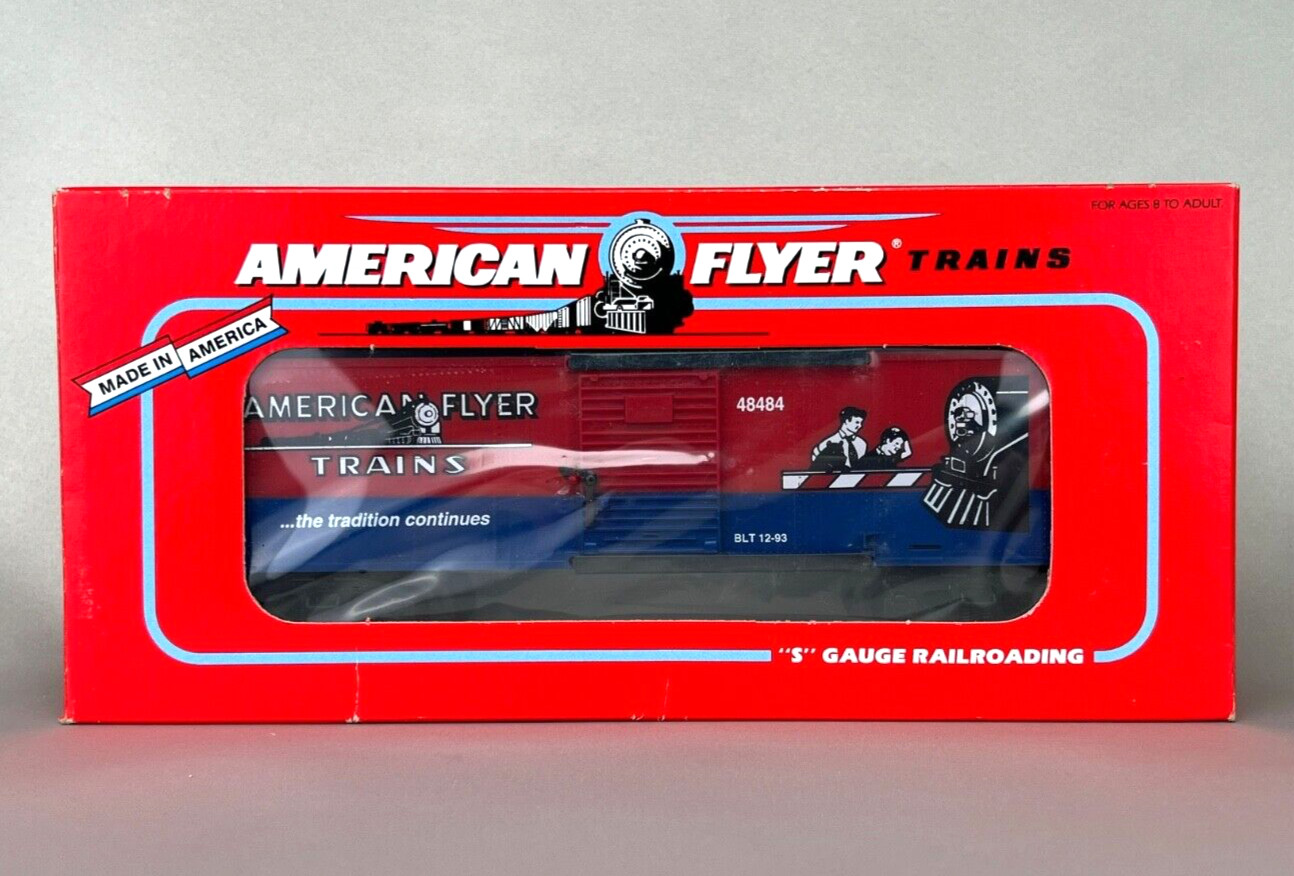 FOR AGES 8 TO ADULT
AMERICAN FLYER® TRAINS
MADE IN AMERICA
AMERICAN FLYER
TRAINS
...the tradition continues
48484
BLT 12-93
"S" GAUGE RAILROADING